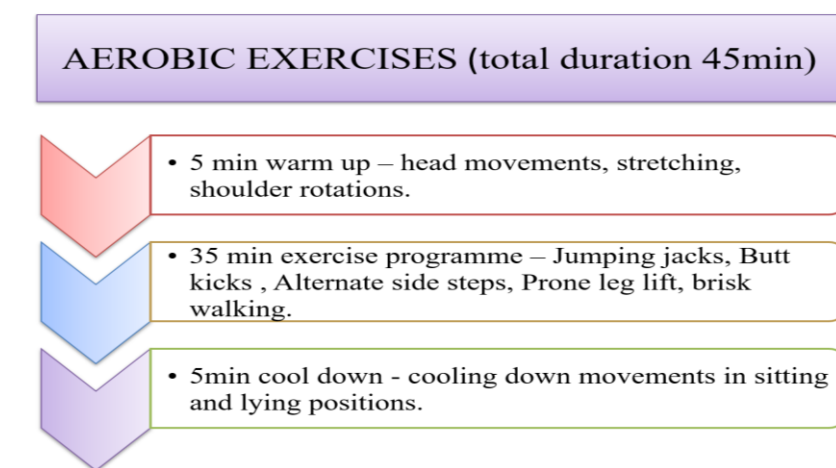 AEROBIC EXERCISES (total duration 45min)
• 5 min warm up – head movements, stretching,
shoulder rotations.
• 35 min exercise programme – Jumping jacks, Butt
kicks , Alternate side steps, Prone leg lift, brisk
walking.
• 5min cool down - cooling down movements in sitting
and lying positions.